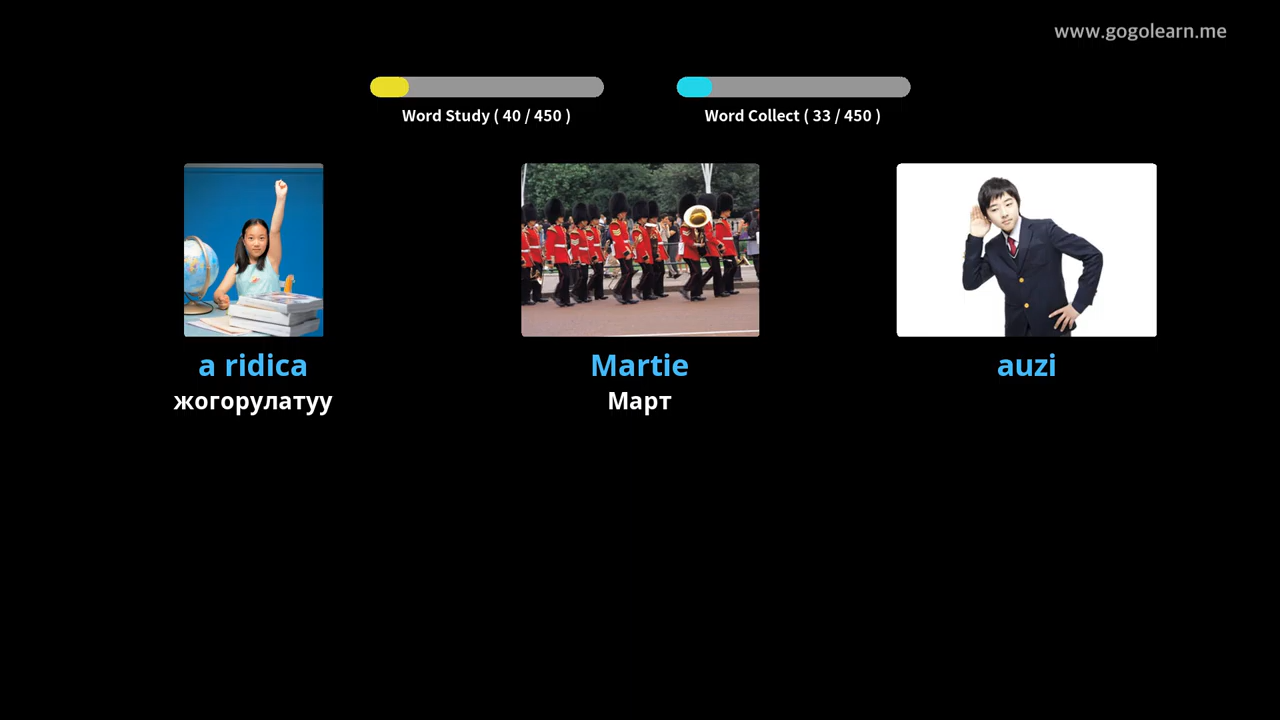 www.gogolearn.me
Word Study ( 40 / 450 )
Word Collect ( 33 / 450 )
a ridica
жогорулатуу
Martie
Март
auzi